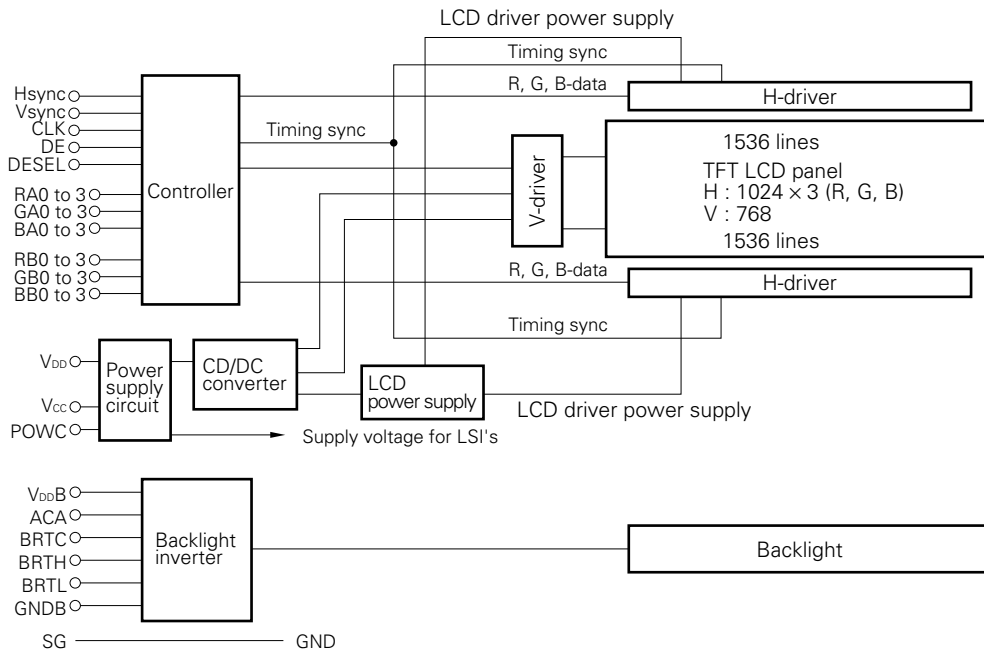 LCD driver power supply
Timing sync
R, G, B-data
H-driver
Hsync
Vsync
CLK
DE
DESEL
RA0 to 3
GA0 to 3
BA0 to 3
RB0 to 3
GB0 to 3
BB0 to 3
Controller
Timing sync
V-driver
1536 lines
TFT LCD panel
H : 1024 × 3 (R, G, B)
V : 768
1536 lines
R, G, B-data
H-driver
Timing sync
VDD
VCC
POWC
Power
supply
circuit
CD/DC
converter
LCD
power supply
LCD driver power supply
Supply voltage for LSI's
VDDB
ACA
BRTC
BRTH
BRTL
GNDB
Backlight
inverter
Backlight
SG
GND